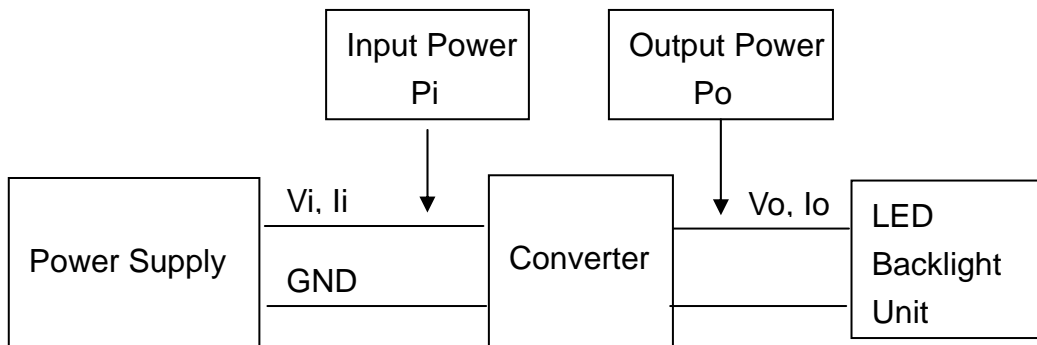 Input Power
Pi
Output Power
Po
Vi, Ii
Vo, Io
Power Supply
GND
Converter
LED
Backlight
Unit